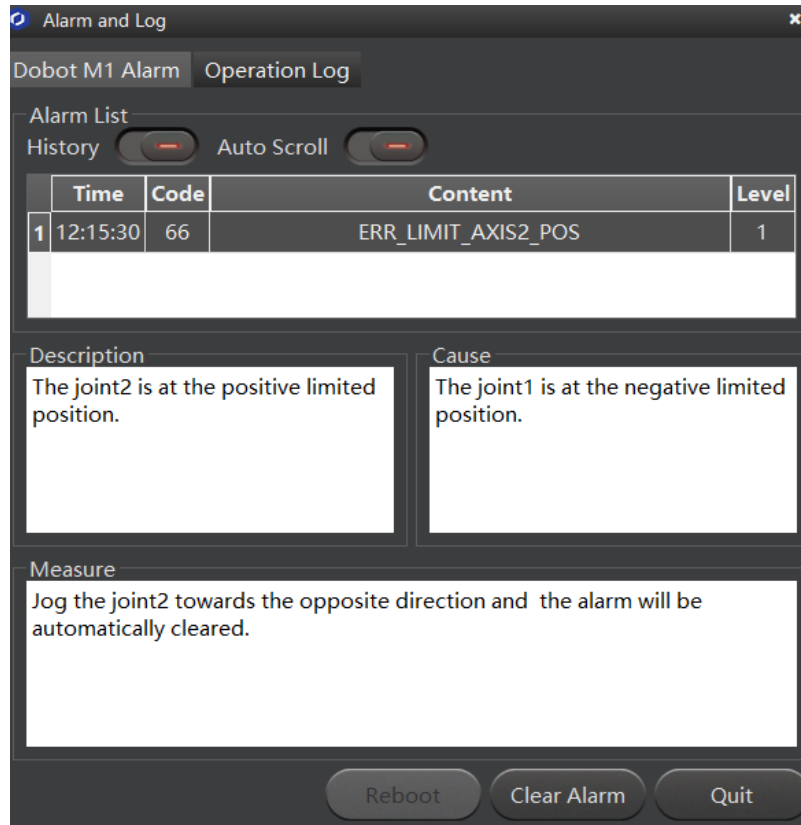 Alarm and Log
Dobot M1 Alarm Operation Log
Alarm List
History Auto Scroll
Time Code Content Level
1 12:15:30 66 ERR_LIMIT_AXIS2_POS 1
Description
The joint2 is at the positive limited
position.
Cause
The joint1 is at the negative limited
position.
Measure
Jog the joint2 towards the opposite direction and  the alarm will be
automatically cleared.
Reboot Clear Alarm Quit